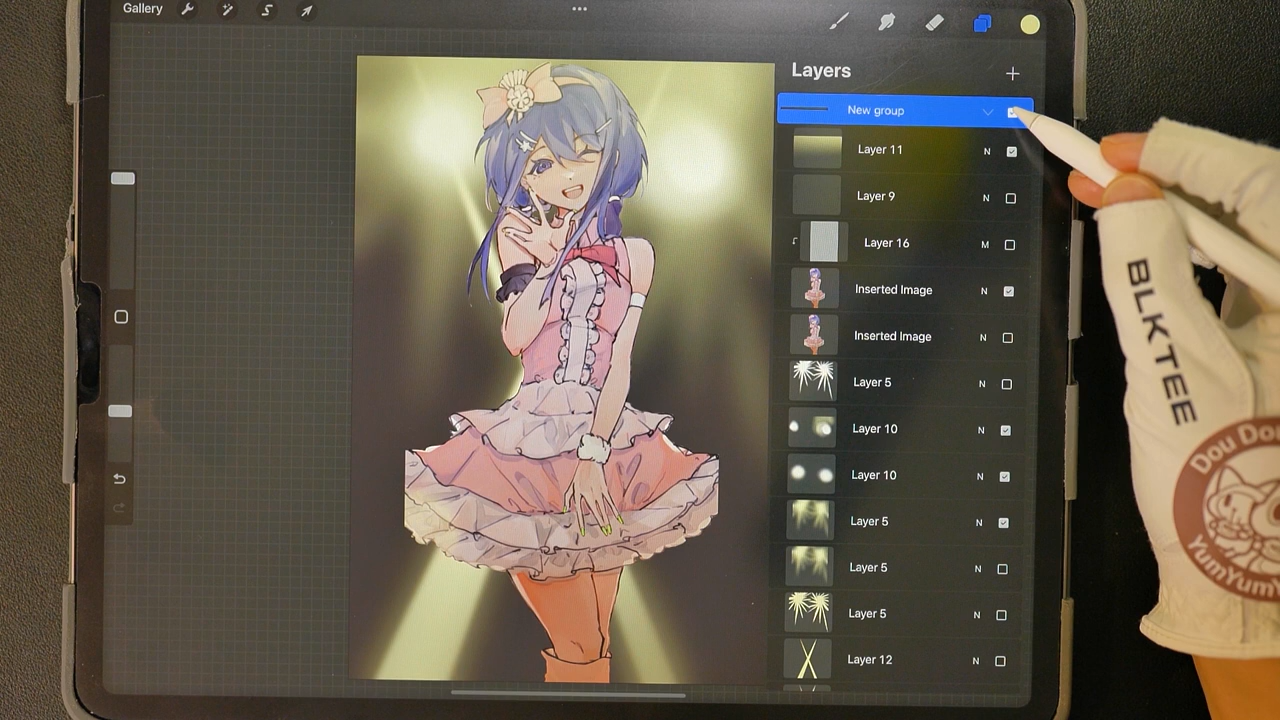 Gallery
Layers
New group
Layer 11 N
Layer 9 N
Layer 16 M
Inserted Image N
Inserted Image N
Layer 5 N
Layer 10 N
Layer 10 N
Layer 5 N
Layer 5 N
Layer 5 N
Layer 12 N
BLKTEE
Dou Dou
YumYum